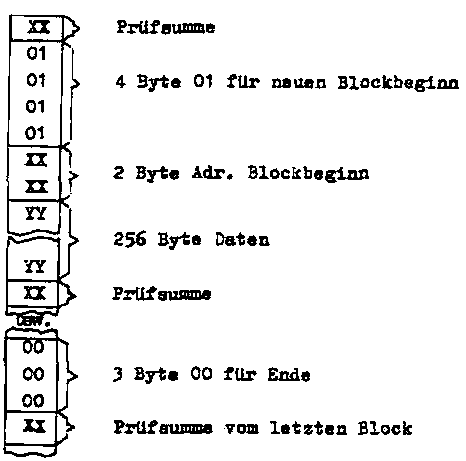 XX Prüfsumme
01
01 4 Byte 01 für neuen Blockbeginn
01
01
XX
XX 2 Byte Adr. Blockbeginn
YY
256 Byte Daten
YY
XX Prüfsumme
usw.
00
00 3 Byte 00 für Ende
00
XX Prüfsumme vom letzten Block